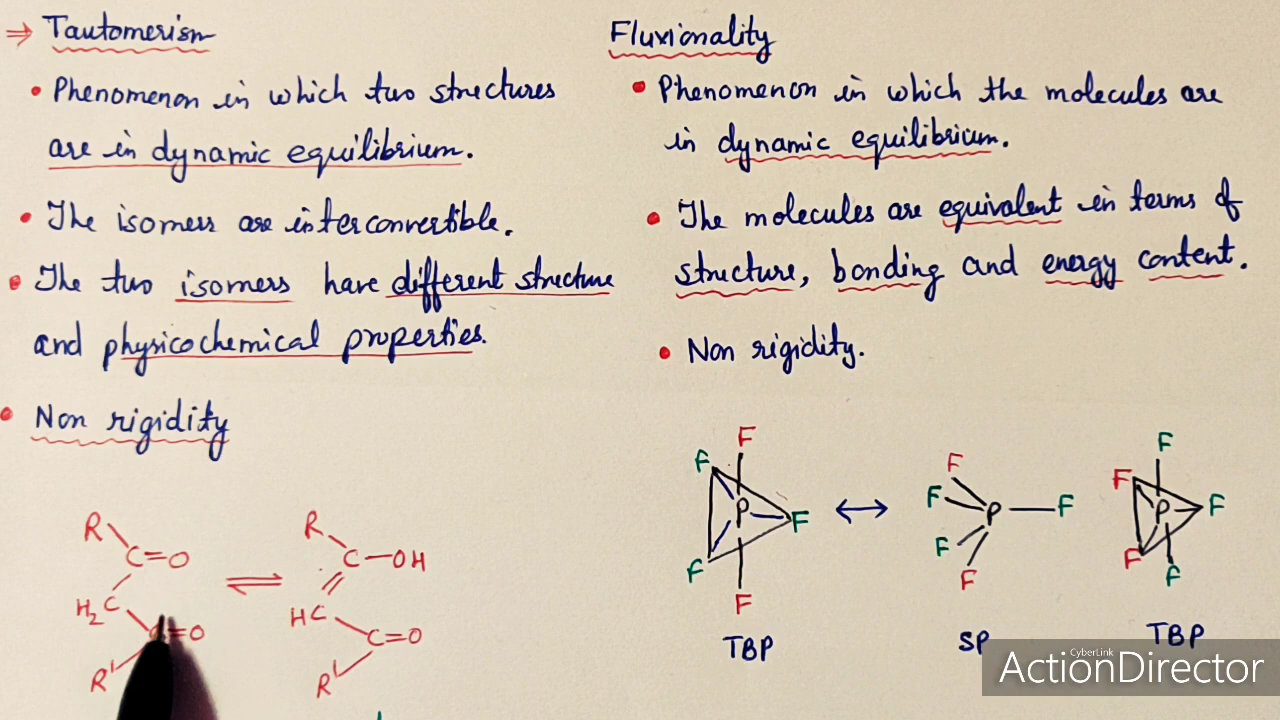 ⇒ Tautomerism
• Phenomenon in which two structures
are in dynamic equilibrium.
• The isomers are interconvertible.
• The two isomers have different structure
and physicochemical properties.
• Non rigidity
R
C=O
H2C
=O
R'
⇌
R
C—OH
HC
C=O
R'
Fluxionality
• Phenomenon in which the molecules are
in dynamic equilibrium.
• The molecules are equivalent in terms of
structure, bonding and energy content.
• Non rigidity.
F
F
P
F
F
F
TBP
↔
F
F
P
F
F
F
SP
F
F
P
F
F
F
TBP
CyberLink
ActionDirector